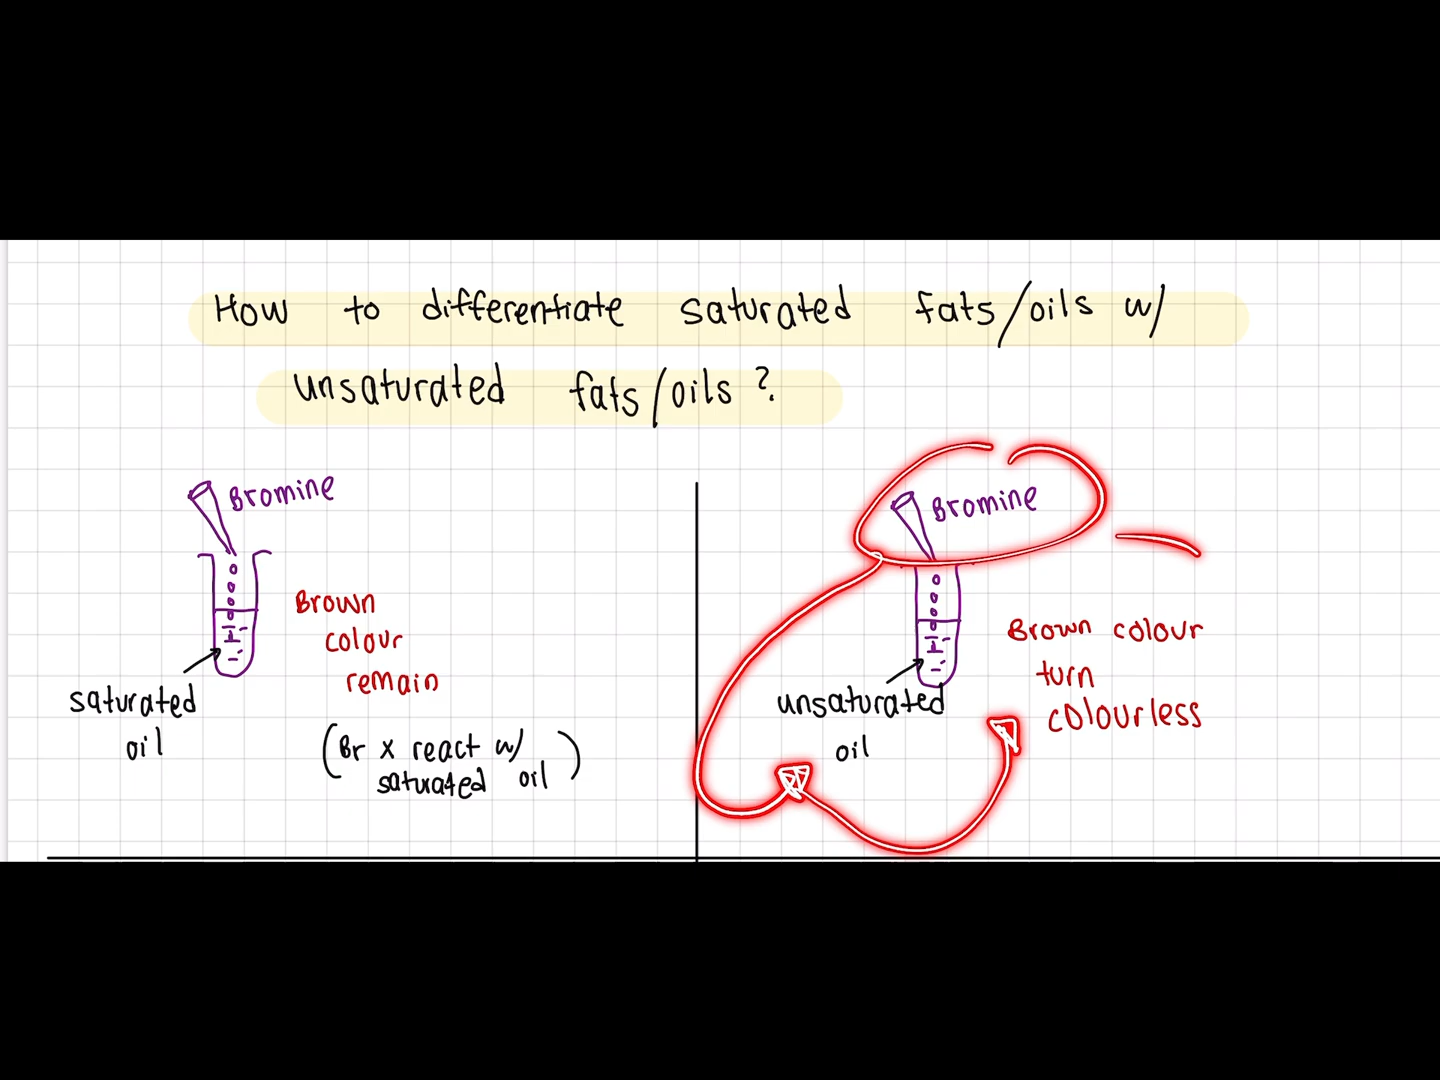 How to differentiate saturated fats/oils w/
unsaturated fats/oils ?
Bromine
Brown
colour
remain
saturated
oil
(Br x react w/
saturated oil)
Bromine
Brown colour
turn
colourless
unsaturated
oil